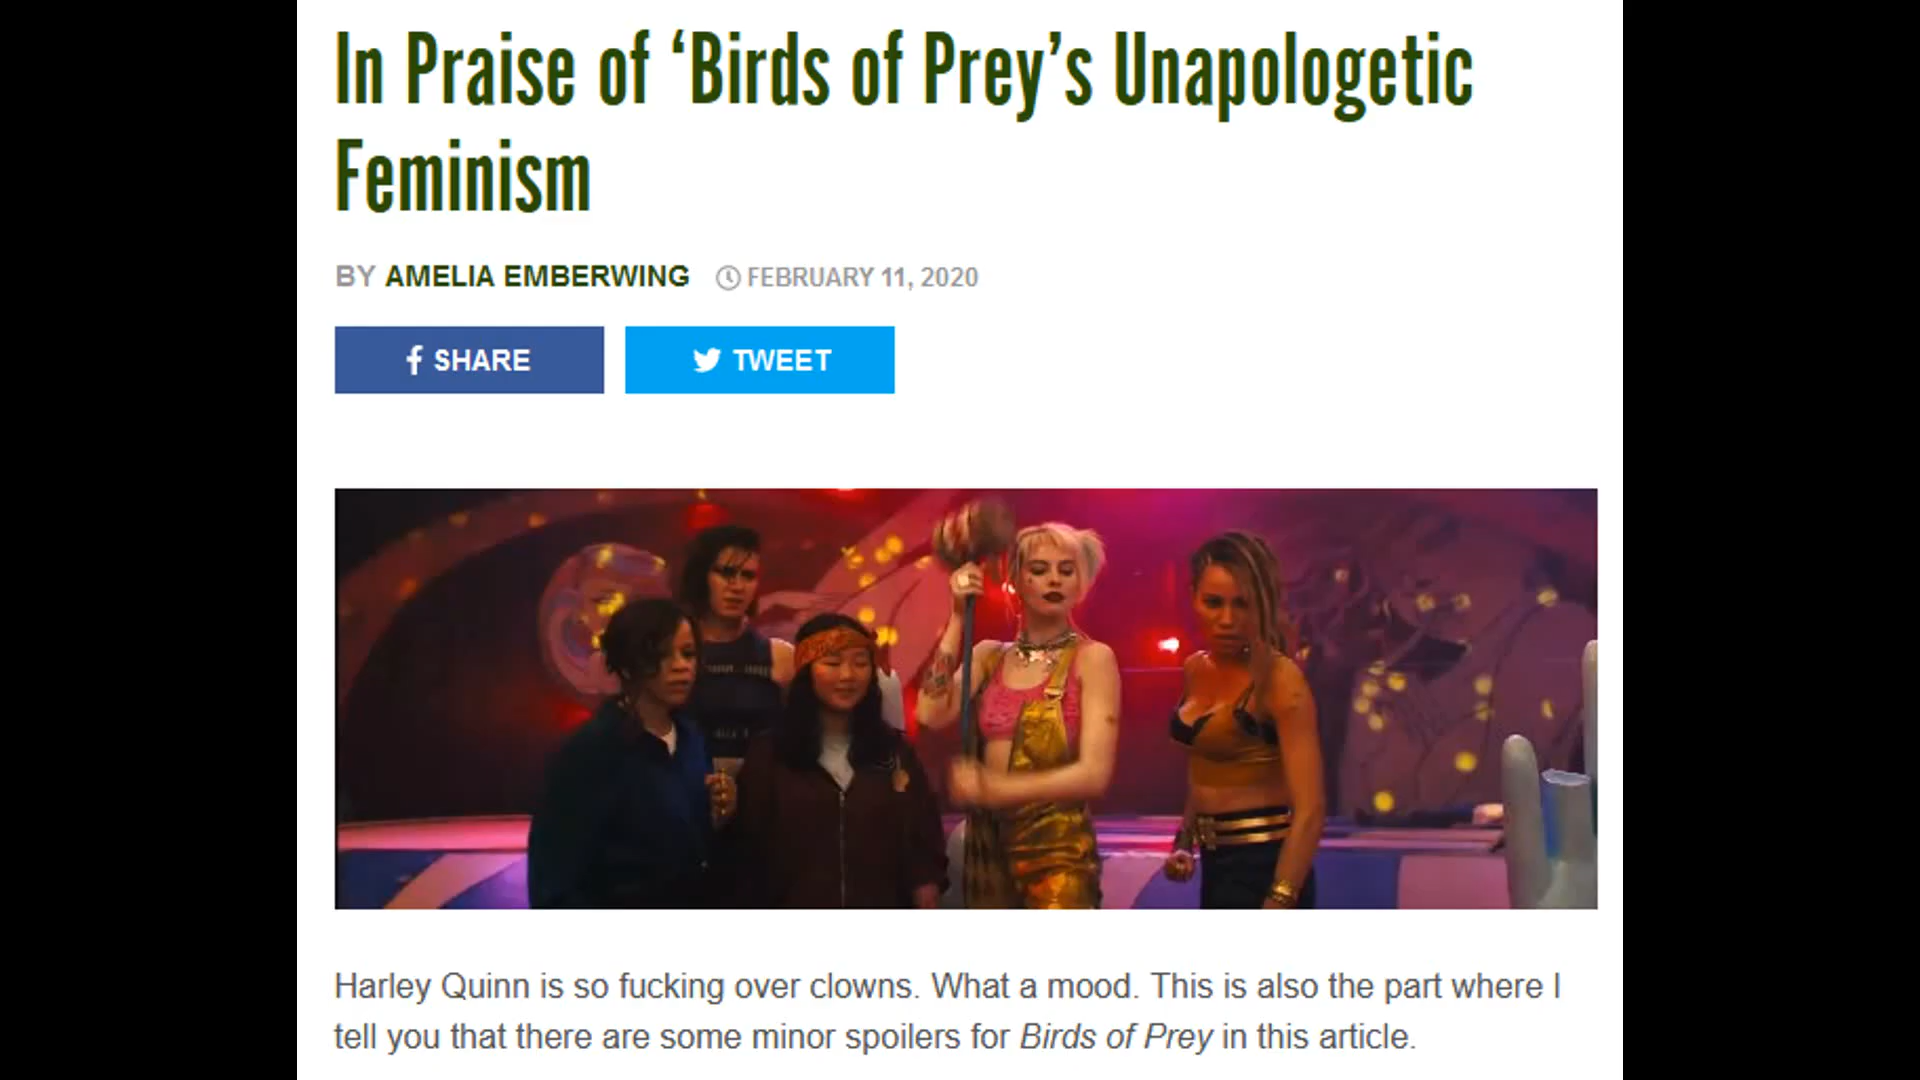 In Praise of ‘Birds of Prey’s Unapologetic
Feminism
BY AMELIA EMBERWING FEBRUARY 11, 2020
SHARE TWEET
Harley Quinn is so fucking over clowns. What a mood. This is also the part where I
tell you that there are some minor spoilers for Birds of Prey in this article.